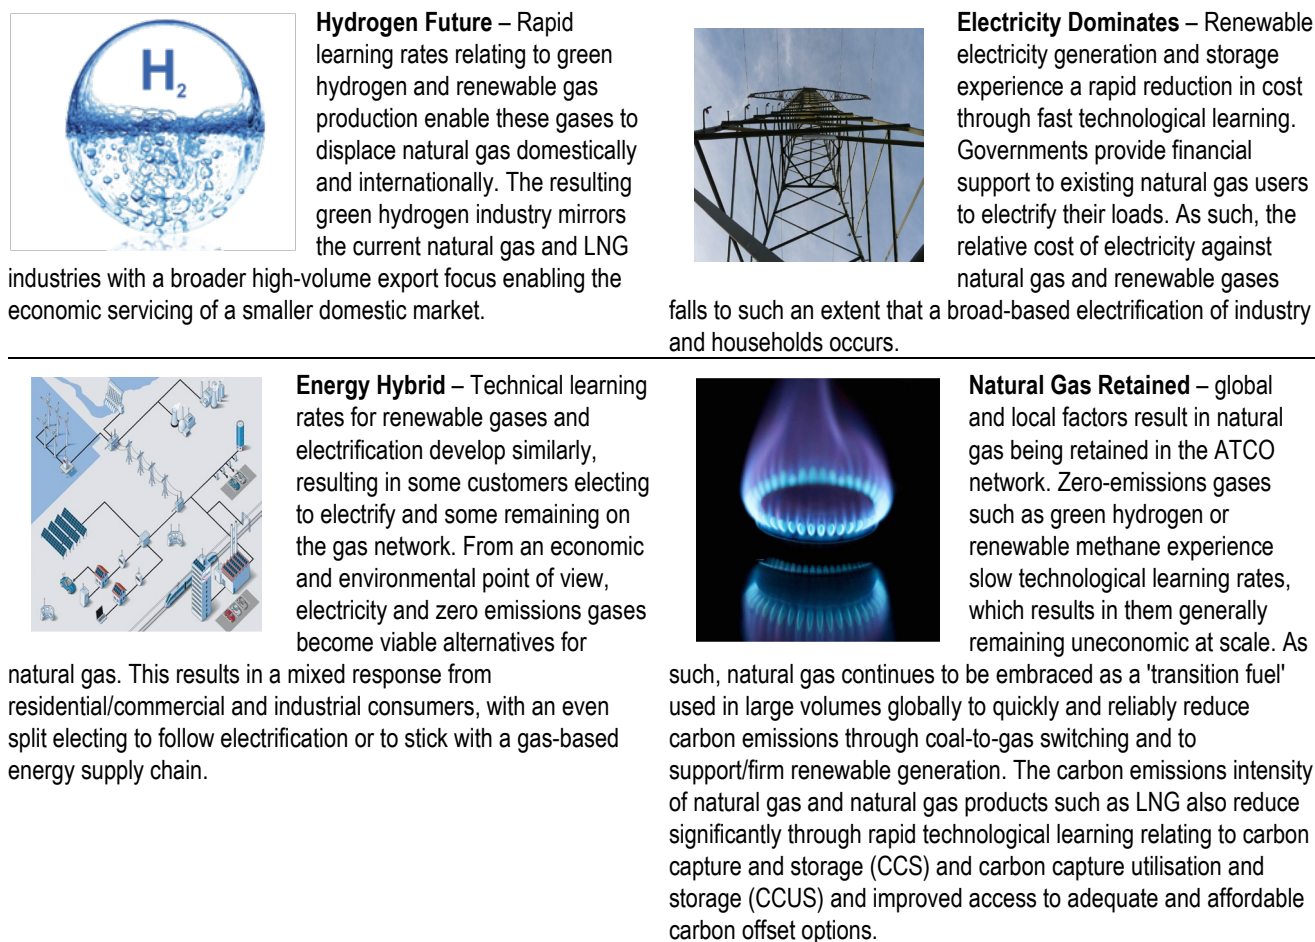 H2
Hydrogen Future – Rapid
learning rates relating to green
hydrogen and renewable gas
production enable these gases to
displace natural gas domestically
and internationally. The resulting
green hydrogen industry mirrors
the current natural gas and LNG
industries with a broader high-volume export focus enabling the
economic servicing of a smaller domestic market.
Electricity Dominates – Renewable
electricity generation and storage
experience a rapid reduction in cost
through fast technological learning.
Governments provide financial
support to existing natural gas users
to electrify their loads. As such, the
relative cost of electricity against
natural gas and renewable gases
falls to such an extent that a broad-based electrification of industry
and households occurs.
Energy Hybrid – Technical learning
rates for renewable gases and
electrification develop similarly,
resulting in some customers electing
to electrify and some remaining on
the gas network. From an economic
and environmental point of view,
electricity and zero emissions gases
become viable alternatives for
natural gas. This results in a mixed response from
residential/commercial and industrial consumers, with an even
split electing to follow electrification or to stick with a gas-based
energy supply chain.
Natural Gas Retained – global
and local factors result in natural
gas being retained in the ATCO
network. Zero-emissions gases
such as green hydrogen or
renewable methane experience
slow technological learning rates,
which results in them generally
remaining uneconomic at scale. As
such, natural gas continues to be embraced as a 'transition fuel'
used in large volumes globally to quickly and reliably reduce
carbon emissions through coal-to-gas switching and to
support/firm renewable generation. The carbon emissions intensity
of natural gas and natural gas products such as LNG also reduce
significantly through rapid technological learning relating to carbon
capture and storage (CCS) and carbon capture utilisation and
storage (CCUS) and improved access to adequate and affordable
carbon offset options.